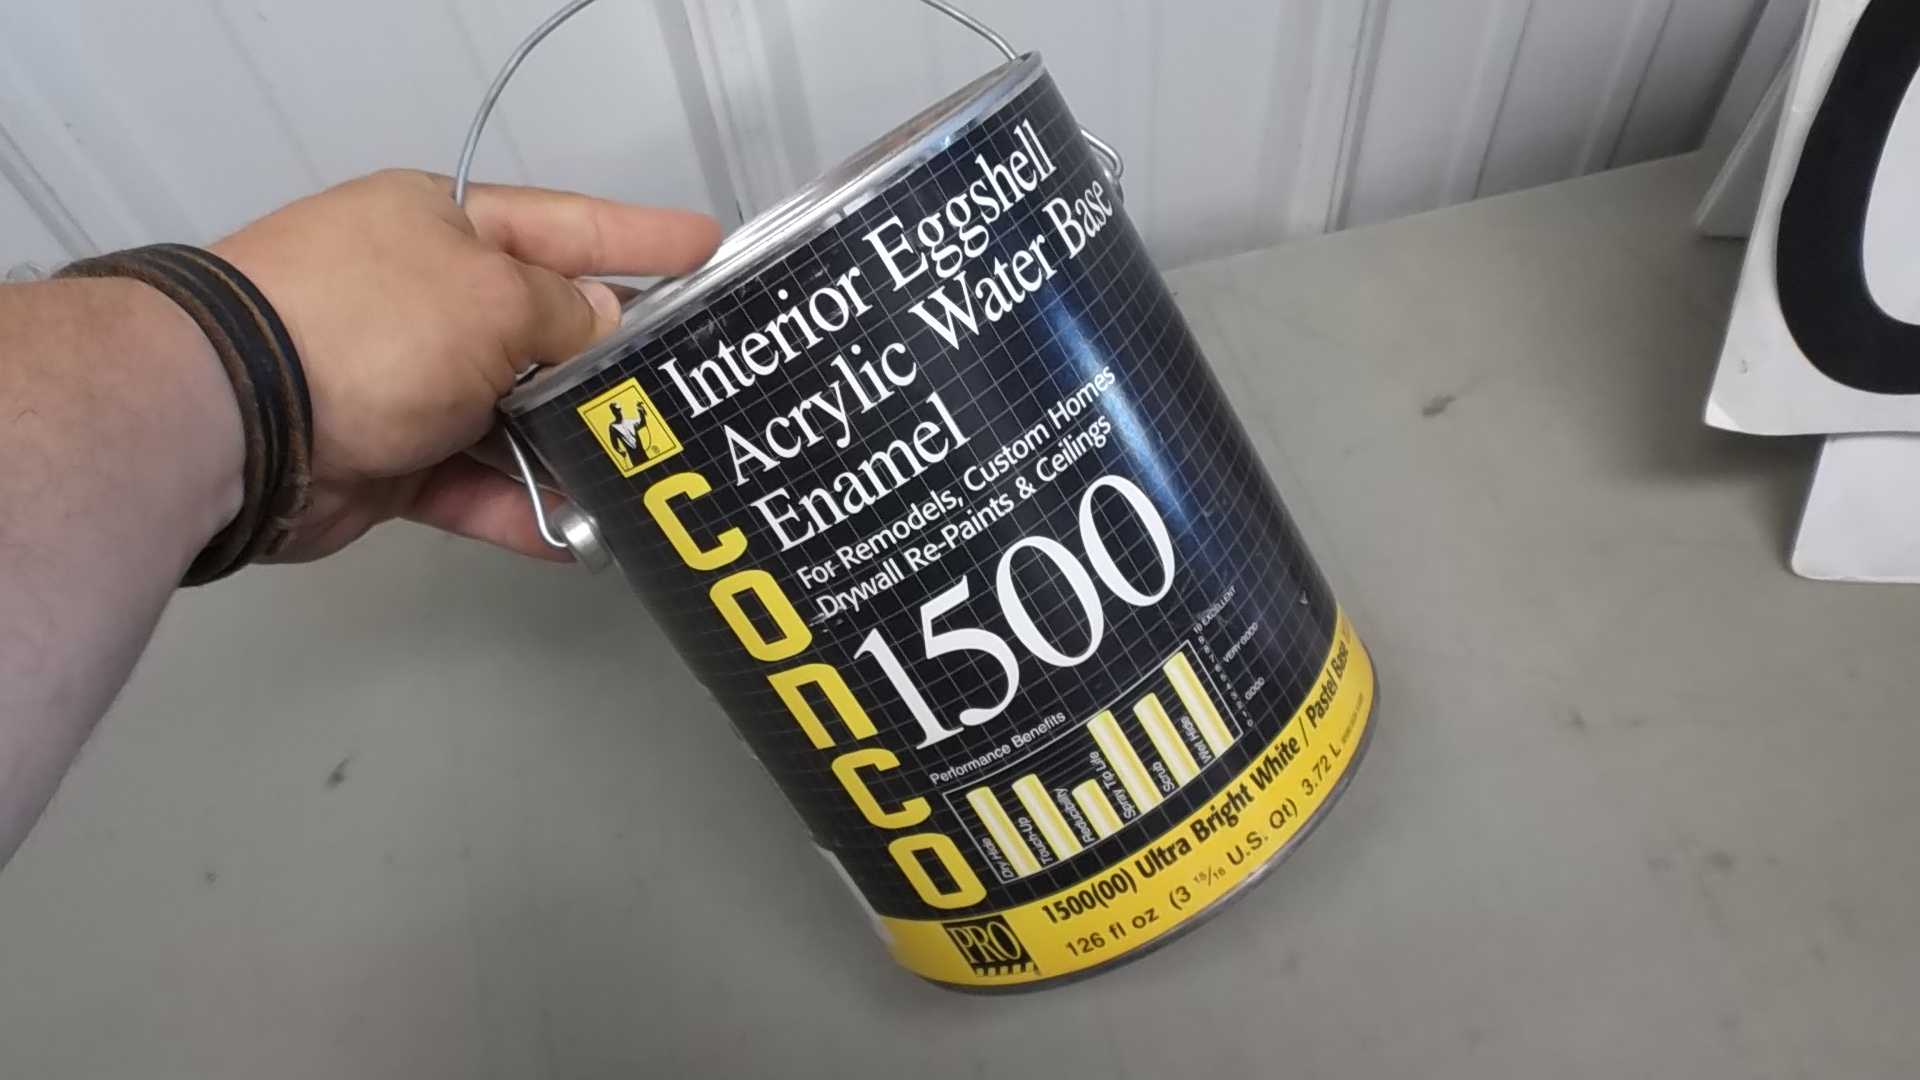 Interior Eggshell
Acrylic Water Base
Enamel
For Remodels, Custom Homes
Drywall Re-Paints & Ceilings
Conco
1500
Performance Benefits
10 EXCELLENT
VERY GOOD
GOOD
Dry Hide
Touch-Up
Reducibility
Spray Tip Life
Scrub
Wet Hide
PRO
1500(00) Ultra Bright White / Pastel Base
126 fl oz (3 15/16 U.S. Qt) 3.72 L